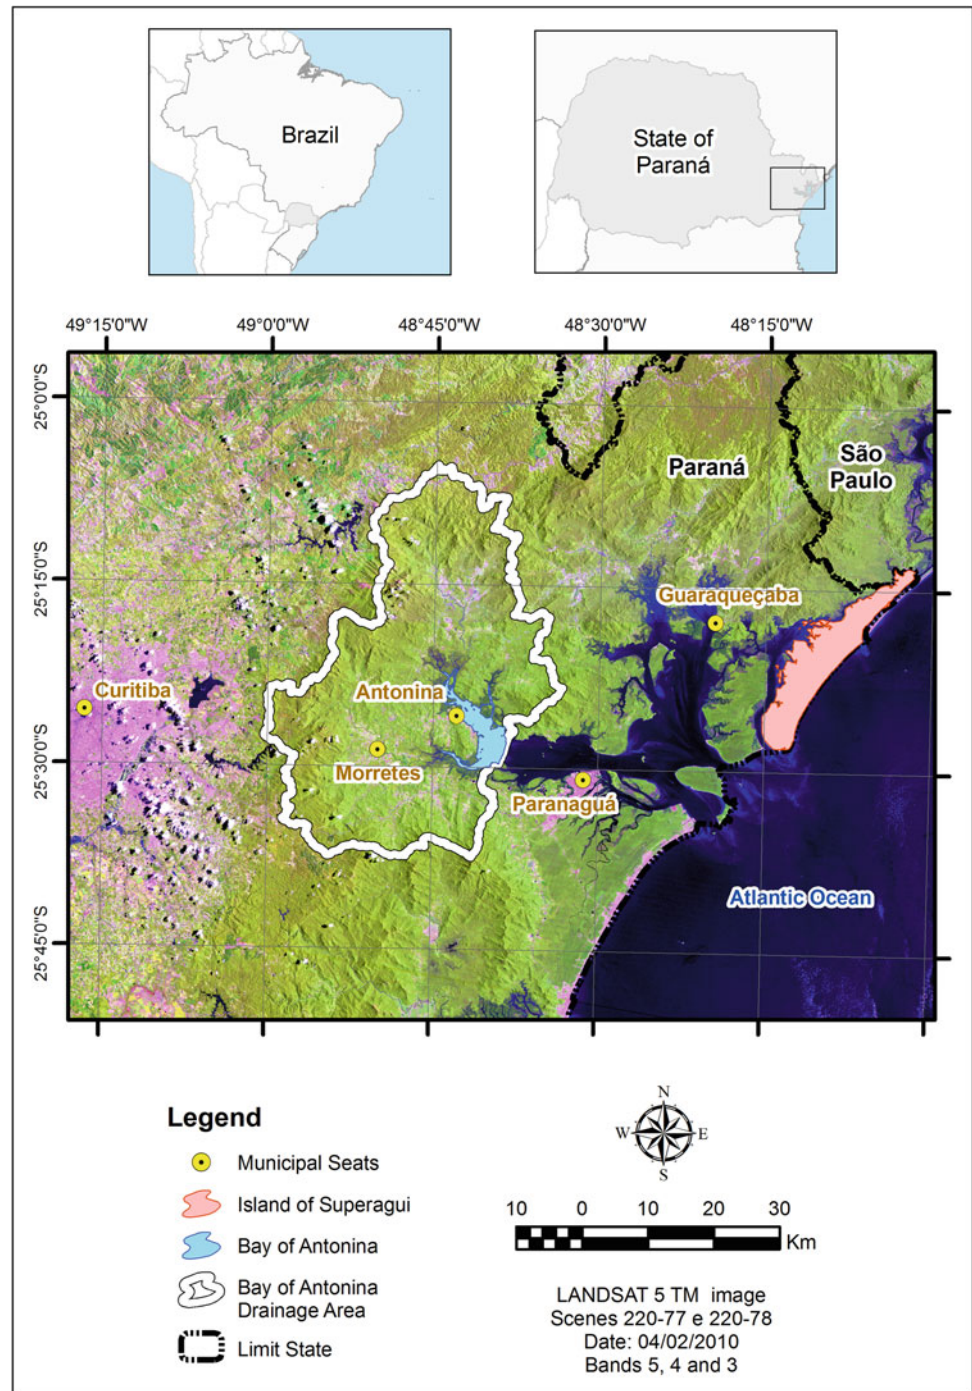 Brazil
State of
Paraná
49°15'0"W 49°0'0"W 48°45'0"W 48°30'0"W 48°15'0"W
25°0'0"S
25°15'0"S
25°30'0"S
25°45'0"S
Paraná
São
Paulo
Guaraqueçaba
Curitiba
Antonina
Morretes
Paranaguá
Atlantic Ocean
Legend
Municipal Seats
Island of Superagui
Bay of Antonina
Bay of Antonina
Drainage Area
Limit State
N
W E
S
10 0 10 20 30
Km
LANDSAT 5 TM image
Scenes 220-77 e 220-78
Date: 04/02/2010
Bands 5, 4 and 3